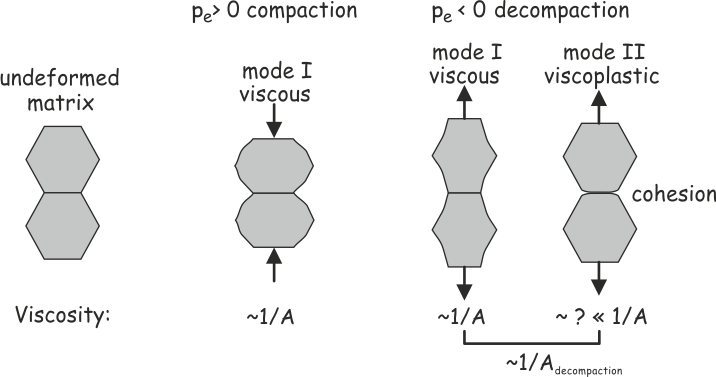 pe> 0 compaction
pe < 0 decompaction
undeformed
matrix
mode I
viscous
mode I
viscous
mode II
viscoplastic
cohesion
Viscosity:
~1/A
~1/A
~ ? « 1/A
~1/Adecompaction